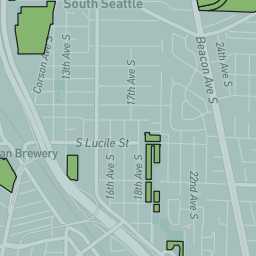 South Seattle
Corson Ave S
13th Ave S
17th Ave S
Beacon Ave S
24th Ave S
S Lucile St
an Brewery
16th Ave S
18th Ave S
22nd Ave S